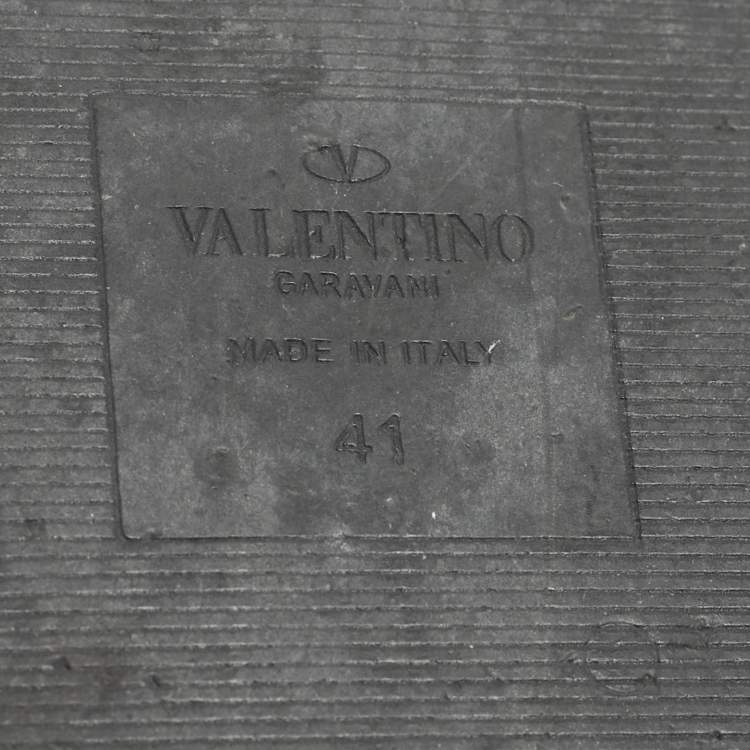 V
VALENTINO
GARAVANI
MADE IN ITALY
41